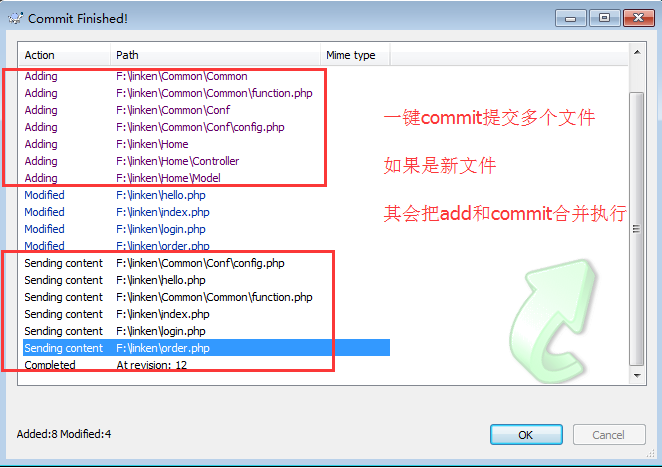 Commit Finished!
Action Path Mime type
Adding F:\linken\Common\Common
Adding F:\linken\Common\Common\function.php
Adding F:\linken\Common\Conf
Adding F:\linken\Common\Conf\config.php
Adding F:\linken\Home
Adding F:\linken\Home\Controller
Adding F:\linken\Home\Model
Modified F:\linken\hello.php
Modified F:\linken\index.php
Modified F:\linken\login.php
Modified F:\linken\order.php
Sending content F:\linken\Common\Conf\config.php
Sending content F:\linken\hello.php
Sending content F:\linken\Common\Common\function.php
Sending content F:\linken\index.php
Sending content F:\linken\login.php
Sending content F:\linken\order.php
Completed At revision: 12
一键commit提交多个文件
如果是新文件
其会把add和commit合并执行
Added:8 Modified:4
OK
Cancel